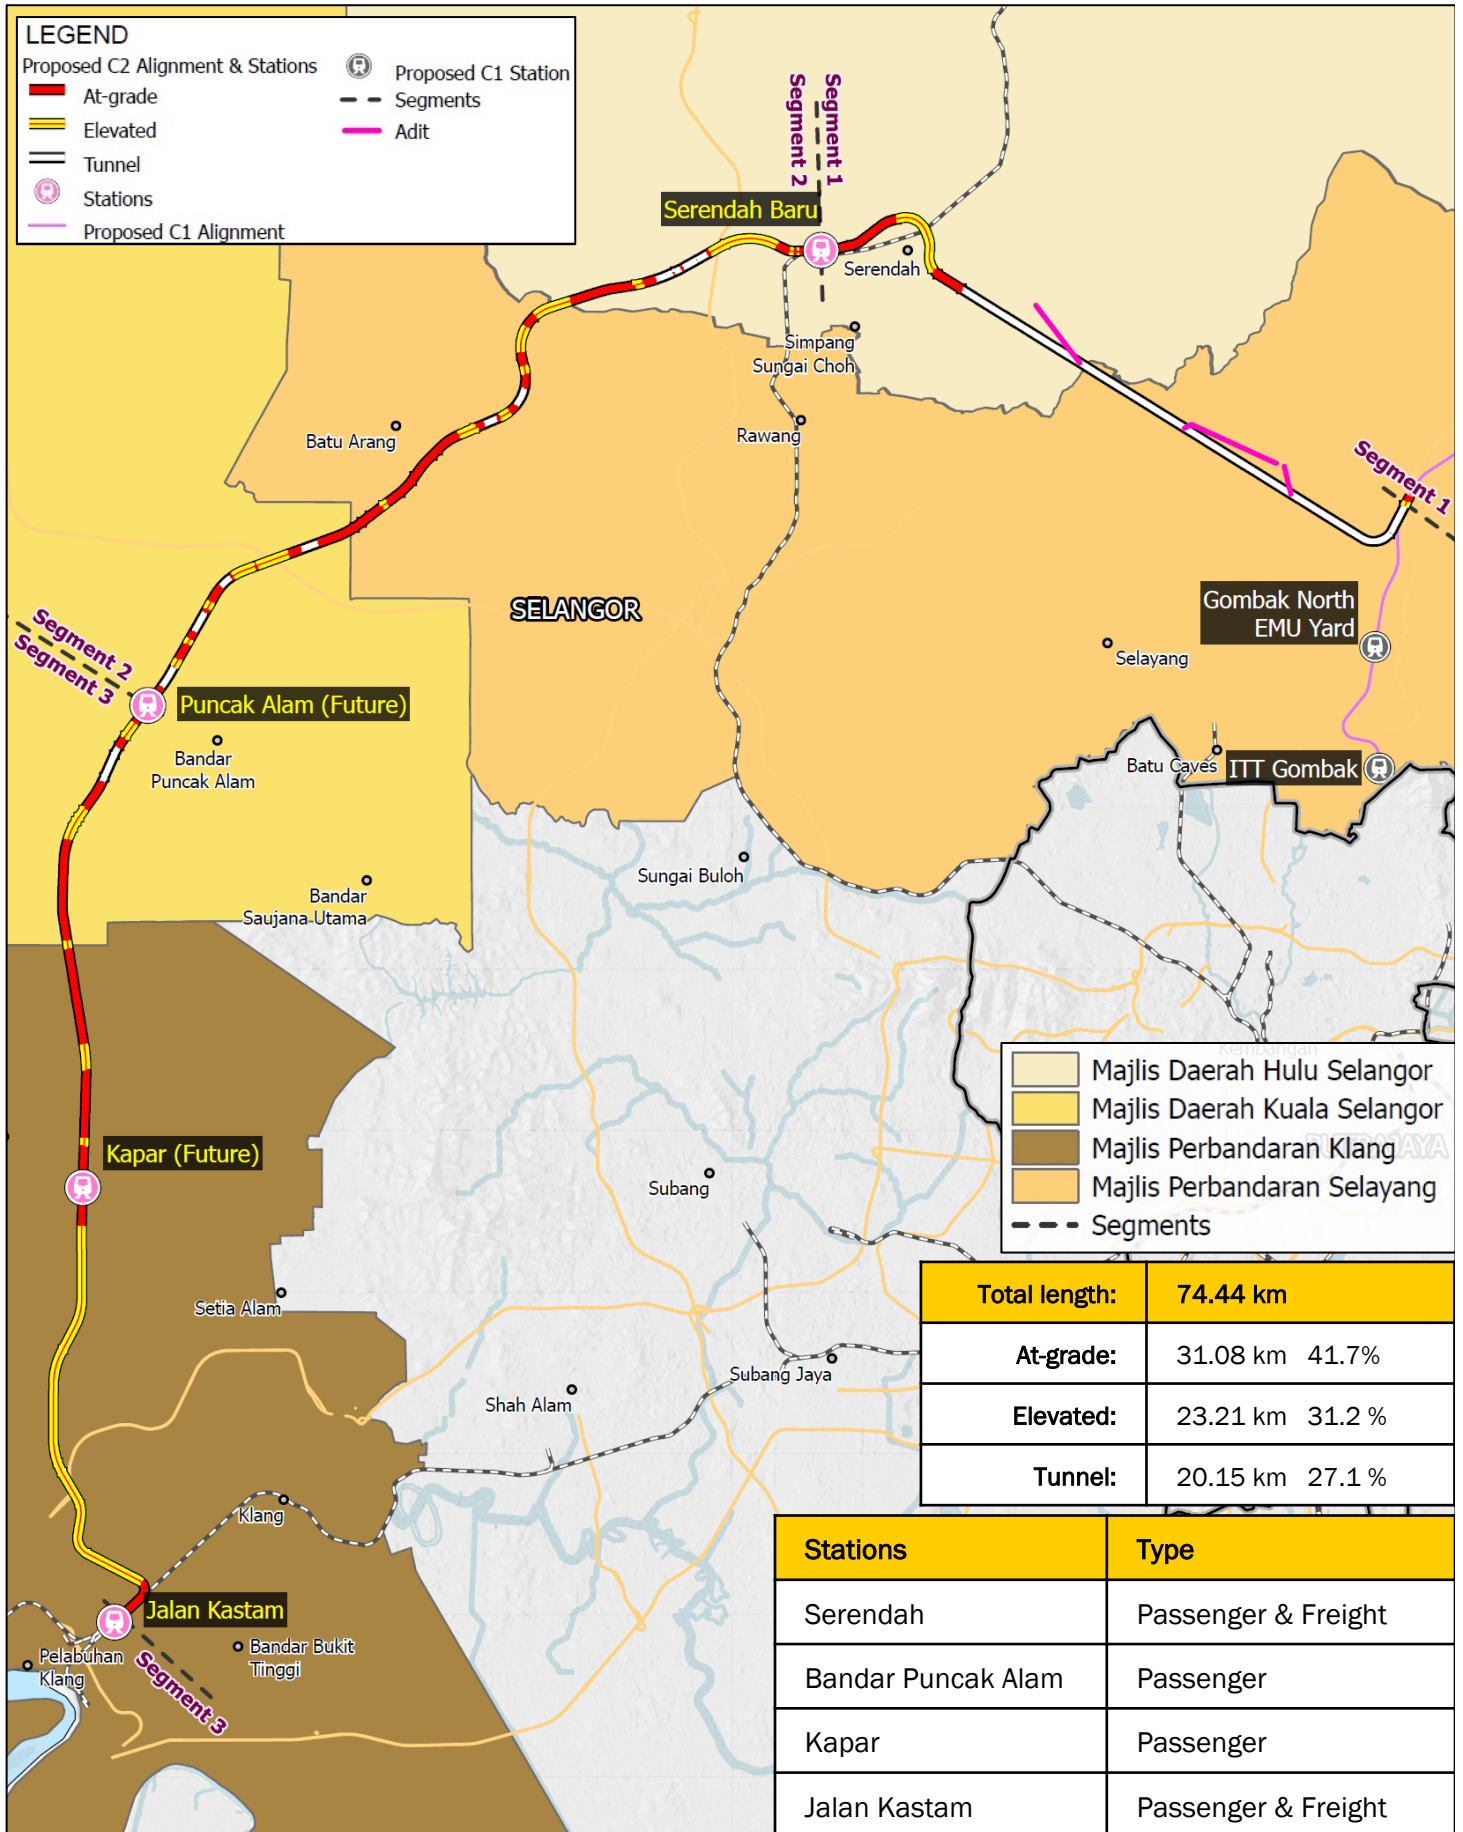 LEGEND
Proposed C2 Alignment & Stations
At-grade
Elevated
Tunnel
Stations
Proposed C1 Alignment
Proposed C1 Station
Segments
Adit
Segment 2
Segment 1
Serendah Baru
Serendah
Simpang
Sungai Choh
Batu Arang
Rawang
Segment 1
SELANGOR
Gombak North
EMU Yard
Segment 2
Segment 3
Selayang
Puncak Alam (Future)
Bandar
Puncak Alam
Batu Caves
ITT Gombak
Sungai Buloh
Bandar
Saujana Utama
Kembangan
Majlis Daerah Hulu Selangor
Majlis Daerah Kuala Selangor
Majlis Perbandaran Klang
PUTRAJAYA
Majlis Perbandaran Selayang
Segments
Kapar (Future)
Subang
Setia Alam
Total length: 74.44 km
At-grade: 31.08 km 41.7%
Elevated: 23.21 km 31.2 %
Tunnel: 20.15 km 27.1 %
Subang Jaya
Shah Alam
Klang
Jalan Kastam
Pelabuhan
Klang
Bandar Bukit
Tinggi
Segment 3
Stations Type
Serendah Passenger & Freight
Bandar Puncak Alam Passenger
Kapar Passenger
Jalan Kastam Passenger & Freight